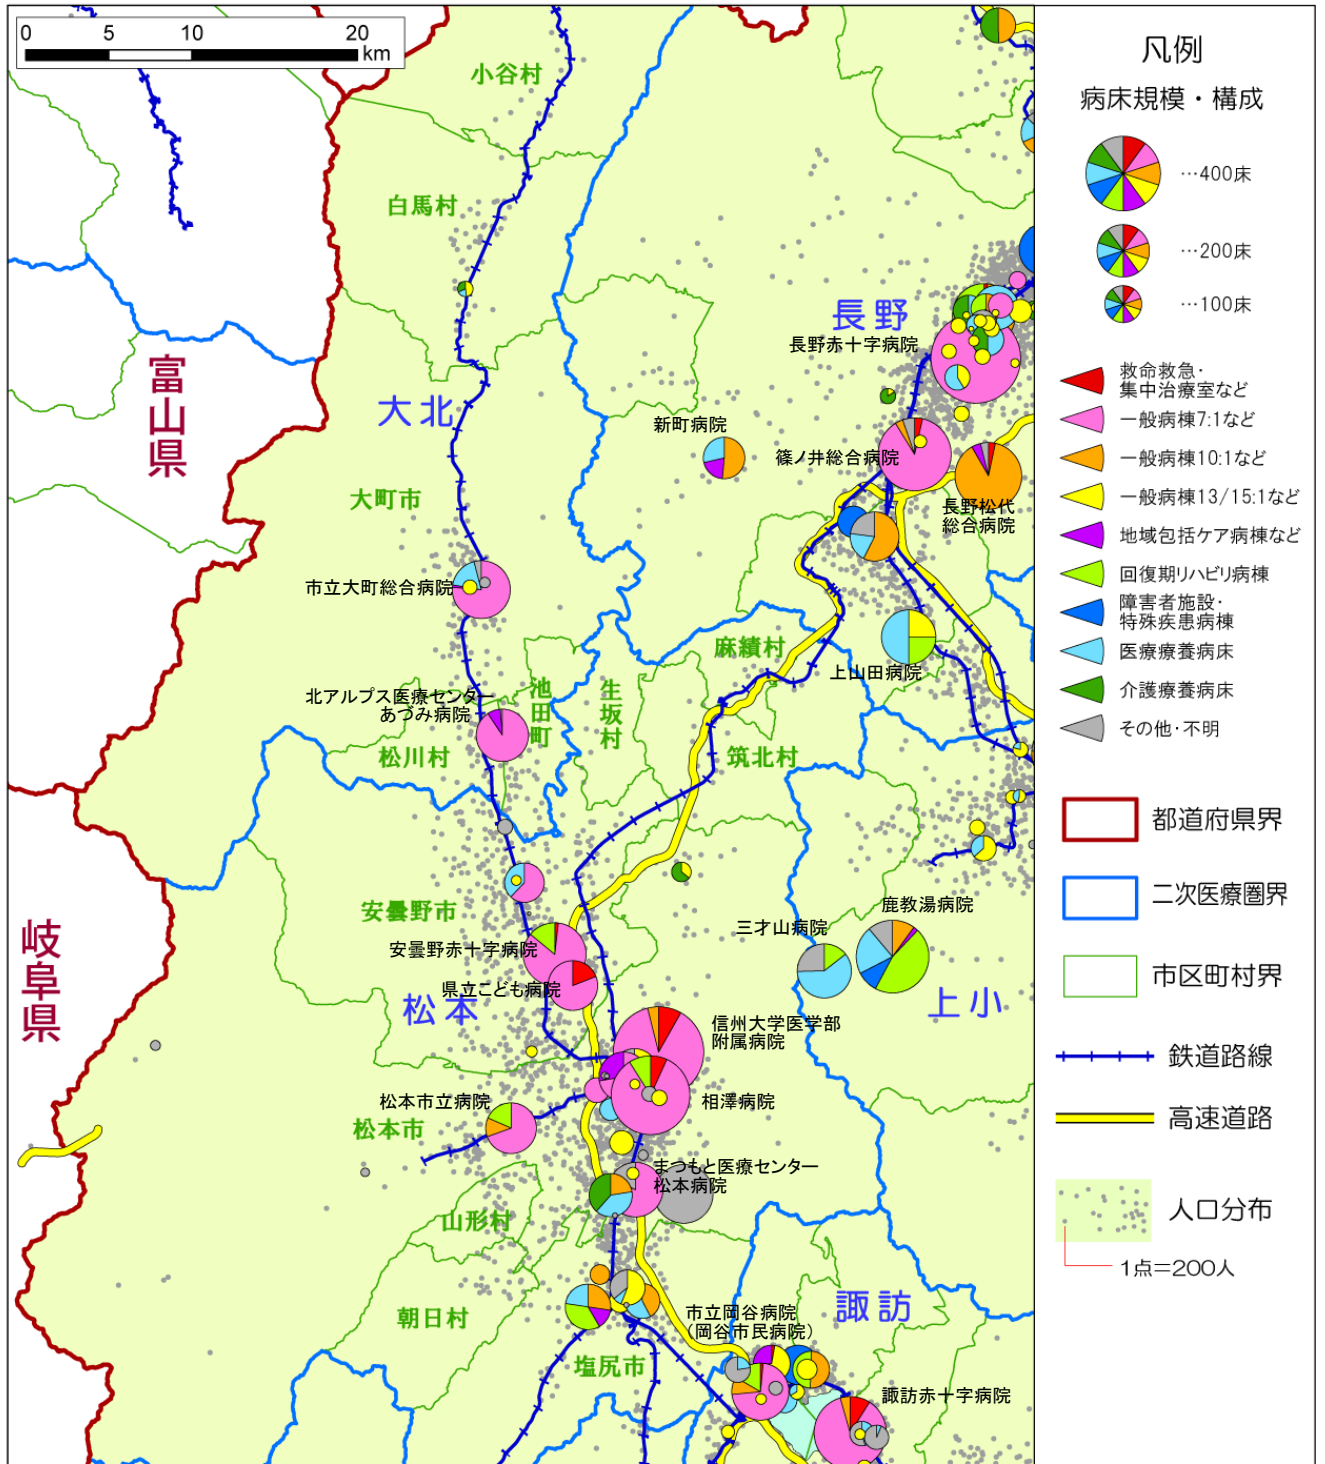 0 5 10 20
km
小谷村
白馬村
富山県
大北
長野
長野赤十字病院
新町病院
篠ノ井総合病院
大町市
長野松代
総合病院
市立大町総合病院
麻績村
上山田病院
北アルプス医療センター
あづみ病院
池田町
生坂村
松川村
筑北村
安曇野市
鹿教湯病院
三才山病院
岐阜県
安曇野赤十字病院
県立こども病院
松本
上小
信州大学医学部
附属病院
松本市立病院
相澤病院
松本市
まつもと医療センター
松本病院
山形村
朝日村
市立岡谷病院
(岡谷市民病院)
諏訪
塩尻市
諏訪赤十字病院
凡例
病床規模・構成
…400床
…200床
…100床
救命救急・
集中治療室など
一般病棟7:1など
一般病棟10:1など
一般病棟13/15:1など
地域包括ケア病棟など
回復期リハビリ病棟
障害者施設・
特殊疾患病棟
医療療養病床
介護療養病床
その他・不明
都道府県界
二次医療圏界
市区町村界
鉄道路線
高速道路
人口分布
1点=200人